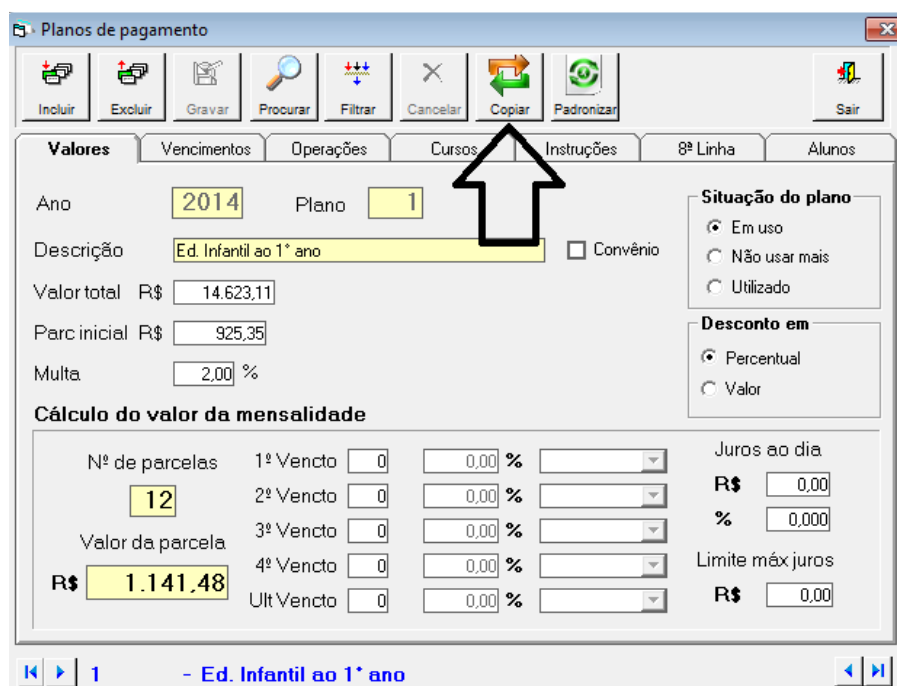 Planos de pagamento
Incluir Excluir Gravar Procurar Filtrar Cancelar Copiar Padronizar Sair
Valores Vencimentos Operações Cursos Instruções 8ª Linha Alunos
Ano 2014 Plano 1
Descrição Ed. Infantil ao 1° ano Convênio
Valor total R$ 14.623,11
Parc inicial R$ 925,35
Multa 2,00 %
Situação do plano
Em uso
Não usar mais
Utilizado
Desconto em
Percentual
Valor
Cálculo do valor da mensalidade
Nº de parcelas
12
Valor da parcela
R$ 1.141,48
1º Vencto 0 0,00 %
2º Vencto 0 0,00 %
3º Vencto 0 0,00 %
4º Vencto 0 0,00 %
Ult Vencto 0 0,00 %
Juros ao dia
R$ 0,00
% 0,000
Limite máx juros
R$ 0,00
1 - Ed. Infantil ao 1° ano